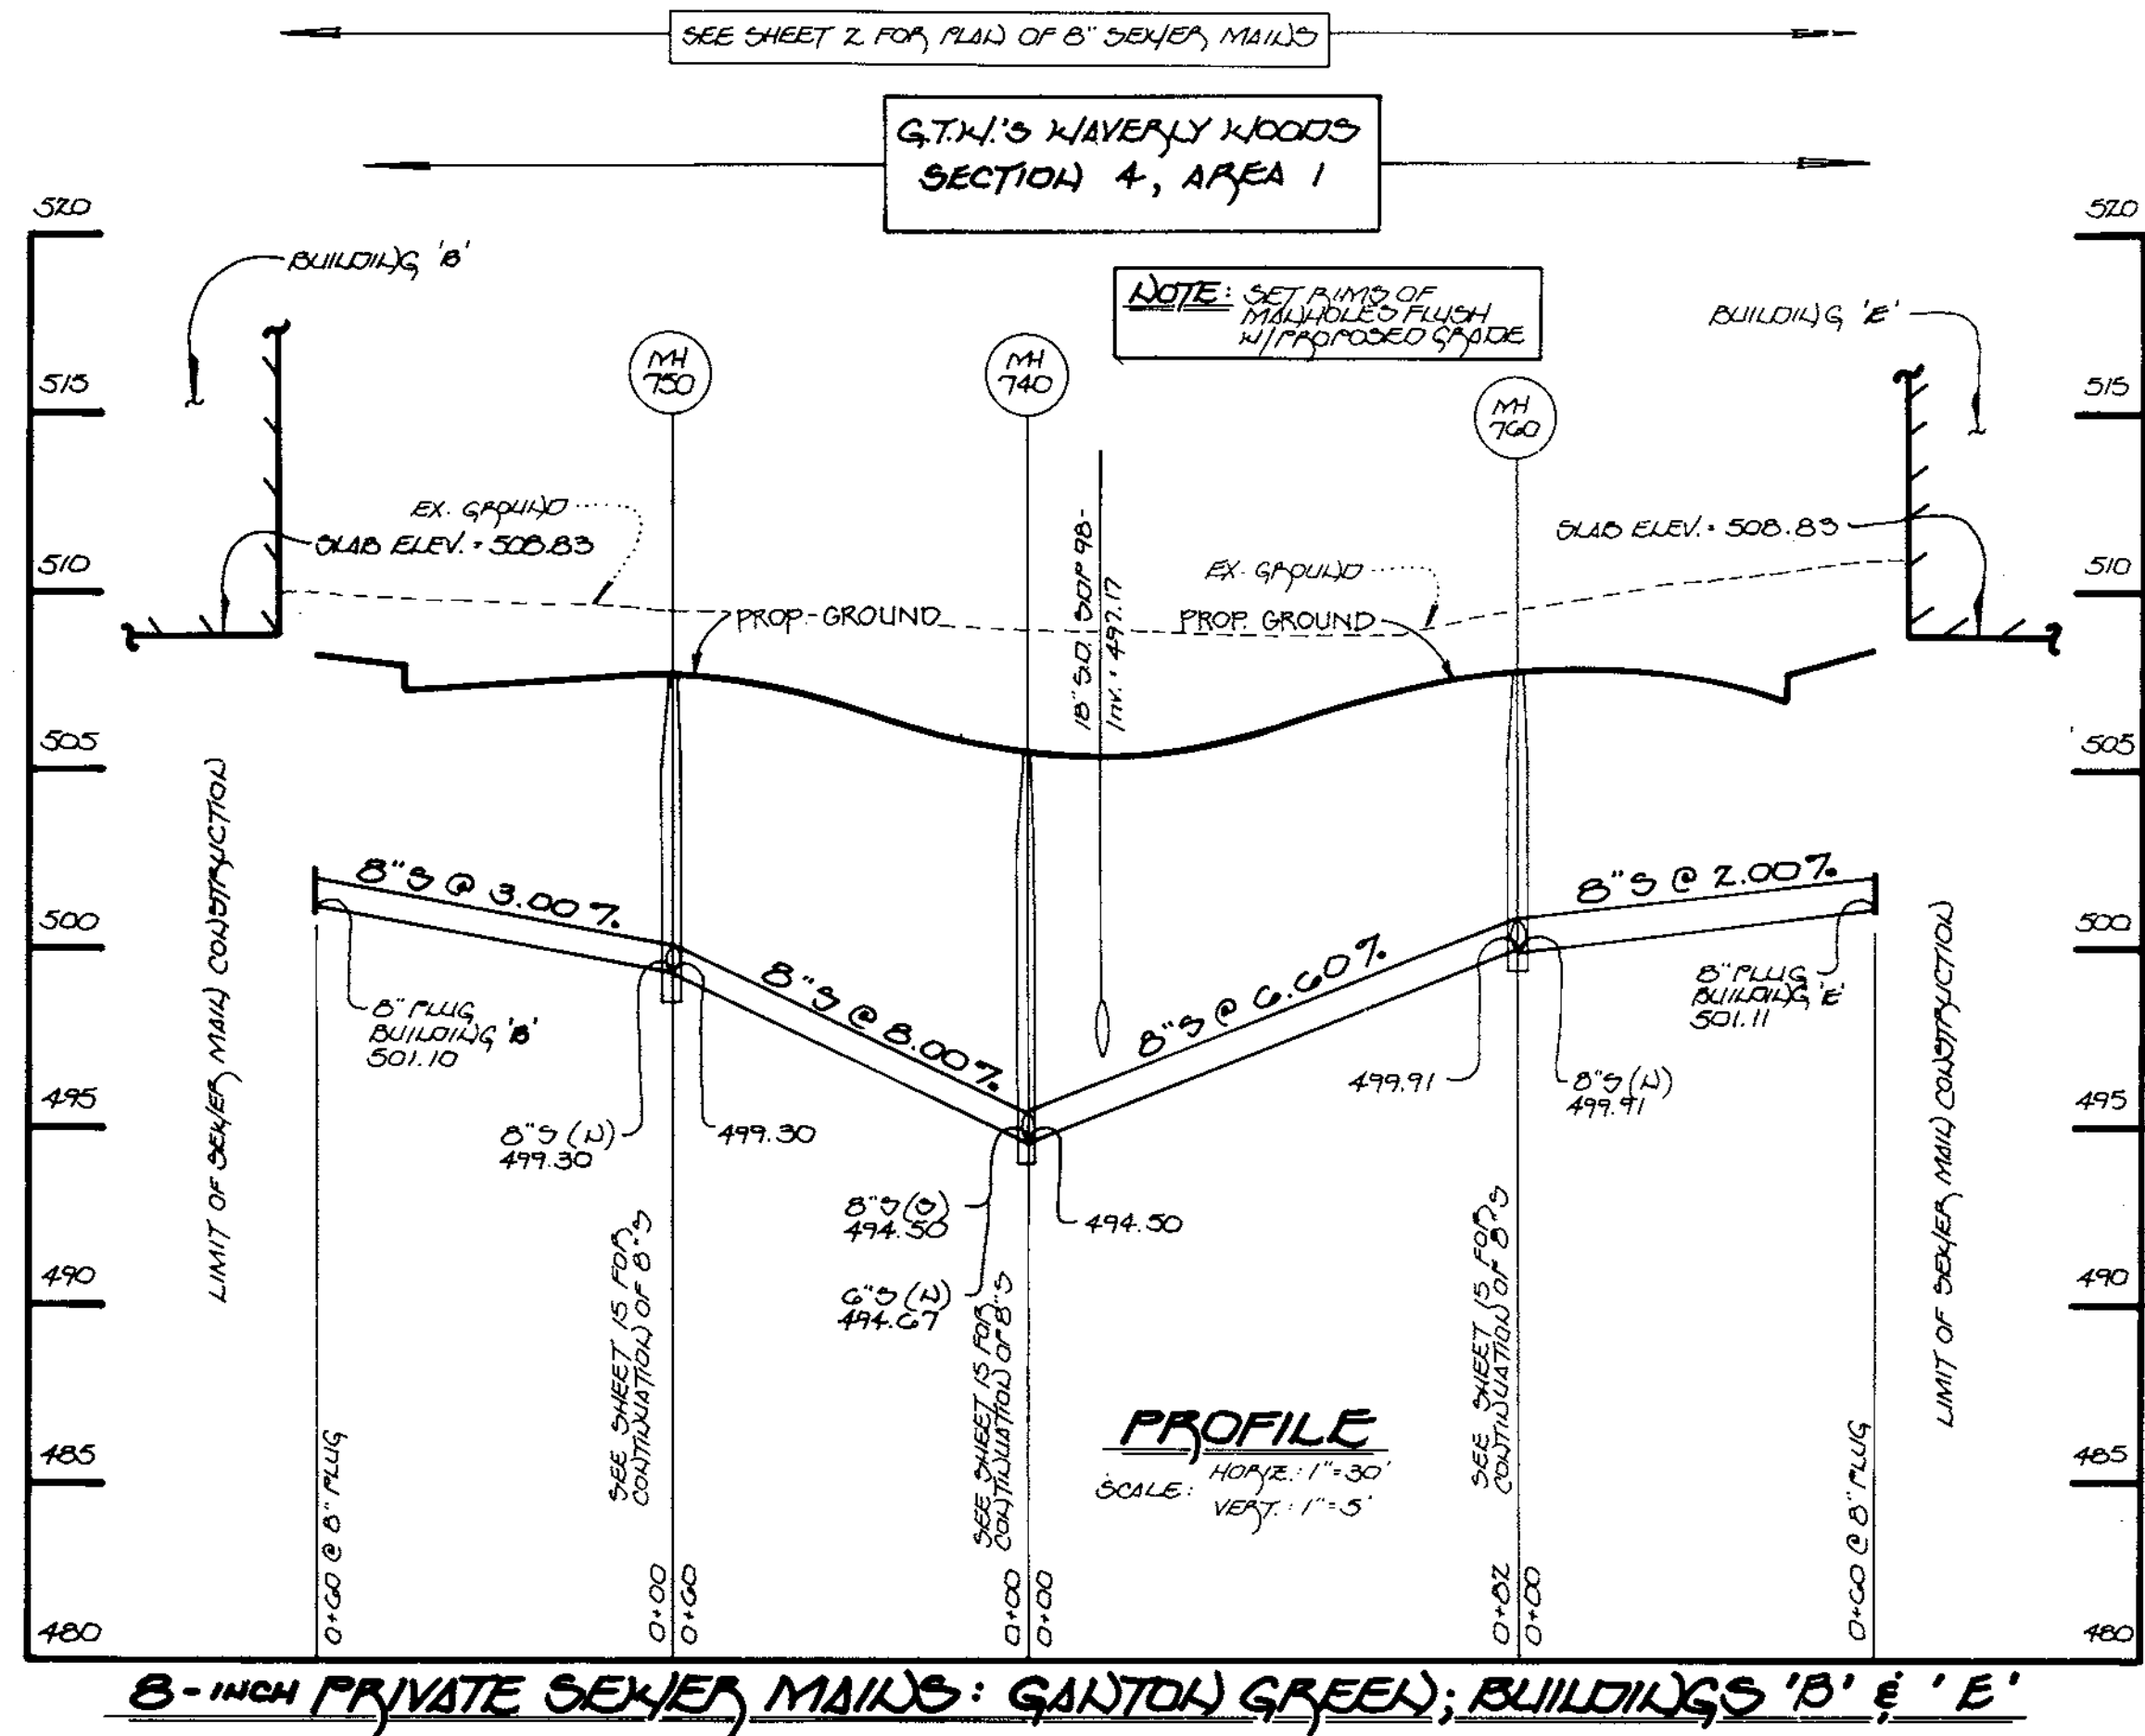 SEE SHEET 2 FOR PLAN OF 8" SEWER MAINS
G.T.W.'S WAVERLY WOODS
SECTION 4, AREA 1
520
520
BUILDING 'B'
NOTE: SET RIMS OF
MANHOLES FLUSH
W/PROPOSED GRADE
BUILDING 'E'
MH
750
MH
740
MH
760
515
515
EX. GROUND
SLAB ELEV. = 508.83
18" S.D. SDP 98-
INV. = 497.17
SLAB ELEV. = 508.83
EX. GROUND
510
510
PROP. GROUND
PROP. GROUND
505
505
LIMIT OF SEWER MAIN CONSTRUCTION
8"S @ 3.00%
8"S @ 2.00%
500
500
8"S @ 8.00%
8"S @ 6.60%
8" PLUG
BUILDING 'B'
501.10
8" PLUG
BUILDING 'E'
501.11
LIMIT OF SEWER MAIN CONSTRUCTION
499.91
8"S (N)
499.91
495
495
8"S (N)
499.30
499.30
8"S (S)
494.50
494.50
6"S (N)
494.67
490
490
SEE SHEET 15 FOR
CONTINUATION OF 8"S
SEE SHEET 15 FOR
CONTINUATION OF 8"S
SEE SHEET 15 FOR
CONTINUATION OF 8"S
PROFILE
SCALE: HORIZ.: 1"=30'
VERT.: 1"=5'
485
485
0+60 @ 8" PLUG
0+00
0+60
0+00
0+00
0+82
0+00
0+60 @ 8" PLUG
480
480
8-INCH PRIVATE SEWER MAINS: GANTON GREEN; BUILDINGS 'B' & 'E'